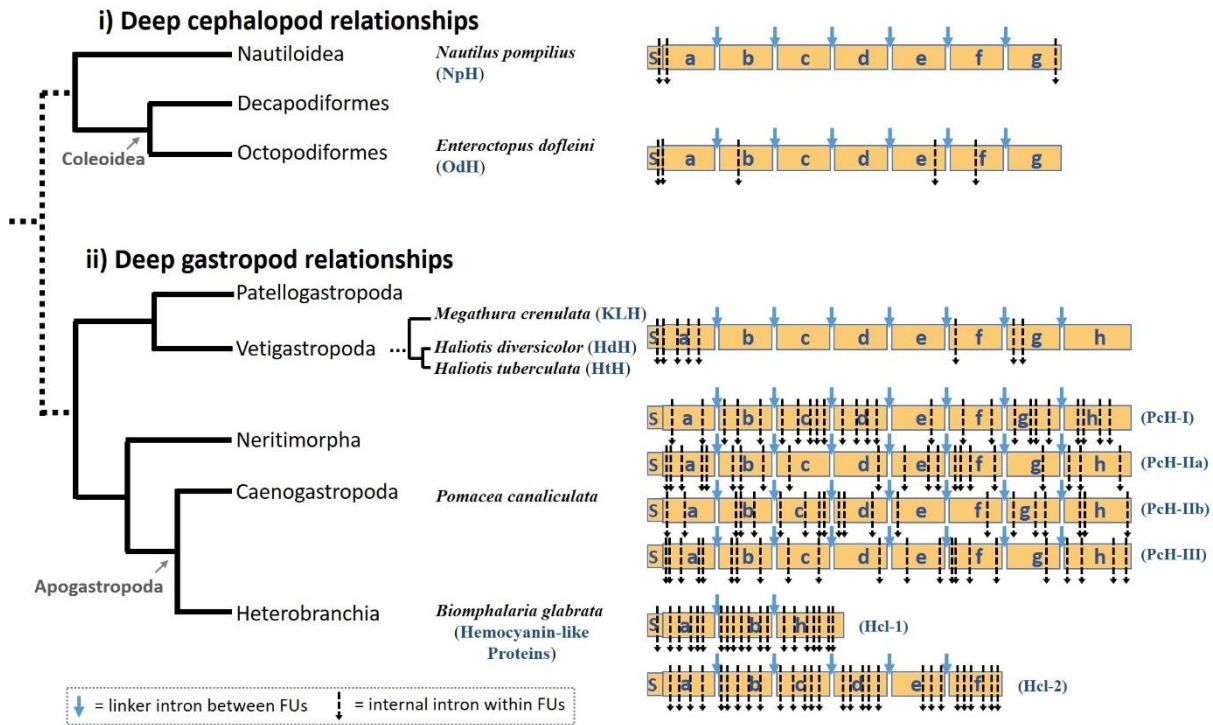 i) Deep cephalopod relationships
Nautiloidea
Nautilus pompilius
(NpH)
S a b c d e f g
Decapodiformes
Coleoidea
Octopodiformes
Enteroctopus dofleini
(OdH)
S a b c d e f g
ii) Deep gastropod relationships
Patellogastropoda
Vetigastropoda
Megathura crenulata (KLH)
Haliotis diversicolor (HdH)
Haliotis tuberculata (HtH)
S a b c d e f g h
Neritimorpha
S a b c d e f g h (PcH-I)
S a b c d e f g h (PcH-IIa)
Caenogastropoda
Pomacea canaliculata
S a b c d e f g h (PcH-IIb)
S a b c d e f g h (PcH-III)
Apogastropoda
Heterobranchia
Biomphalaria glabrata
(Hemocyanin-like
Proteins)
S a b h (Hcl-1)
S a b c d e f (Hcl-2)
= linker intron between FUs = internal intron within FUs